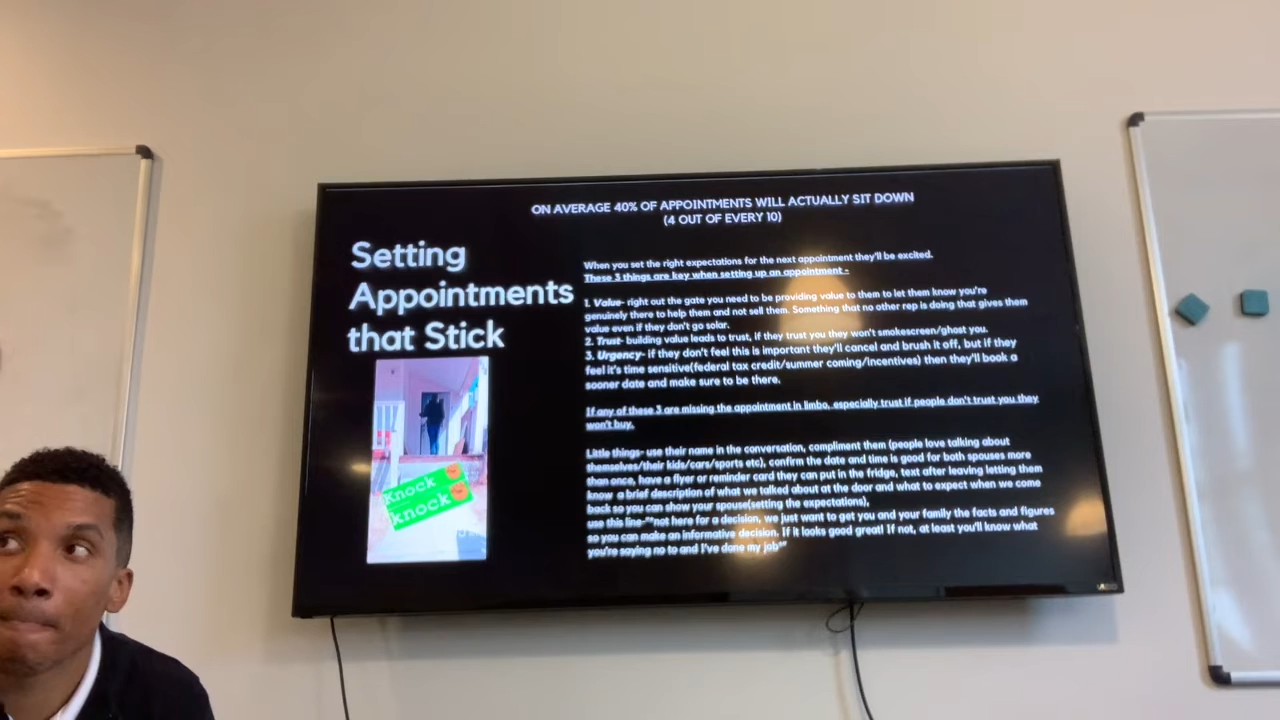 ON AVERAGE 40% OF APPOINTMENTS WILL ACTUALLY SIT DOWN
(4 OUT OF EVERY 10)
Setting
Appointments
that Stick
When you set the right expectations for the next appointment they'll be excited.
These 3 things are key when setting up an appointment -
1. Value- right out the gate you need to be providing value to them to let them know you're
genuinely there to help them and not sell them. Something that no other rep is doing that gives them
value even if they don't go solar.
2. Trust- building value leads to trust, if they trust you they won't smokescreen/ghost you.
3. Urgency- if they don't feel this is important they'll cancel and brush it off, but if they
feel it's time sensitive(federal tax credit/summer coming/incentives) then they'll book a
sooner date and make sure to be there.
If any of these 3 are missing the appointment in limbo, especially trust if people don't trust you they
won't buy.
Little things- use their name in the conversation, compliment them (people love talking about
themselves/their kids/cars/sports etc), confirm the date and time is good for both spouses more
than once, have a flyer or reminder card they can put in the fridge, text after leaving letting them
know a brief description of what we talked about at the door and what to expect when we come
back so you can show your spouse(setting the expectations),
use this line-"*not here for a decision, we just want to get you and your family the facts and figures
so you can make an informative decision. If it looks good great! If not, at least you'll know what
you're saying no to and I've done my job*"
Knock
knock
VIZIO